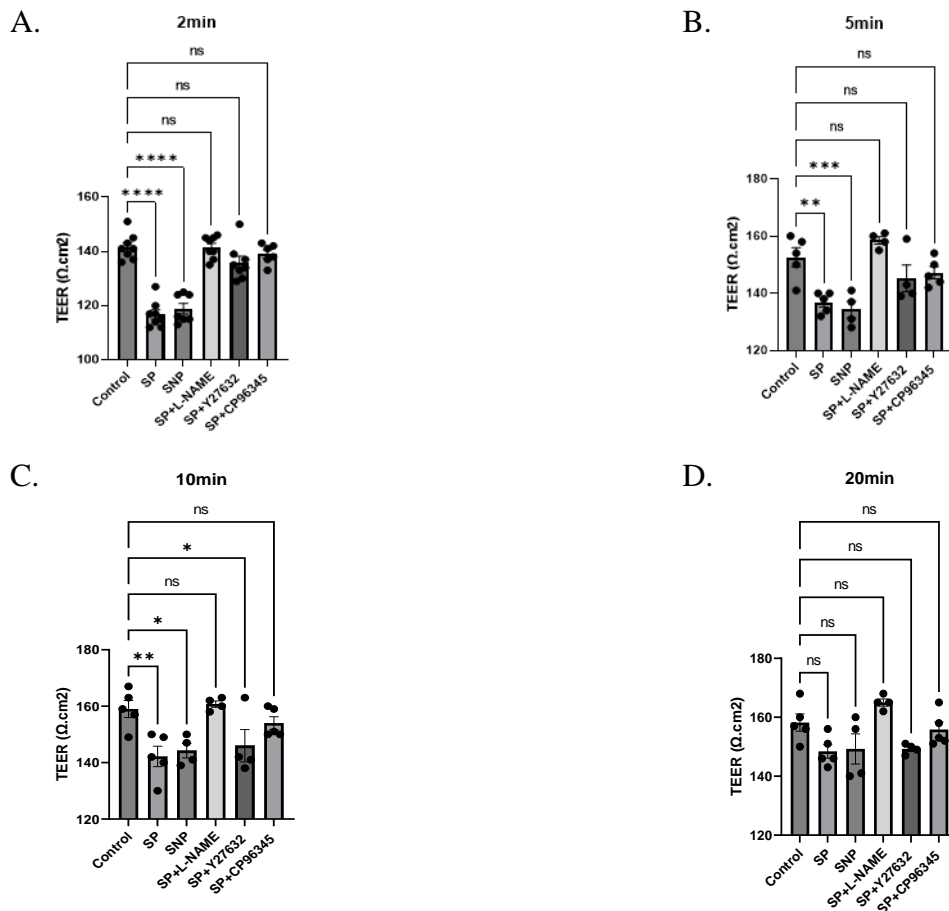 A.
2min
ns
ns
ns
****
****
160
140
120
100
TEER (Ω.cm2)
Control
SP
SNP
SP+L-NAME
SP+Y27632
SP+CP96345
B.
5min
ns
ns
ns
***
**
180
160
140
120
TEER (Ω.cm2)
Control
SP
SNP
SP+L-NAME
SP+Y27632
SP+CP96345
C.
10min
ns
*
ns
*
**
180
160
140
120
TEER (Ω.cm2)
Control
SP
SNP
SP+L-NAME
SP+Y27632
SP+CP96345
D.
20min
ns
ns
ns
ns
ns
180
160
140
120
TEER (Ω.cm2)
Control
SP
SNP
SP+L-NAME
SP+Y27632
SP+CP96345